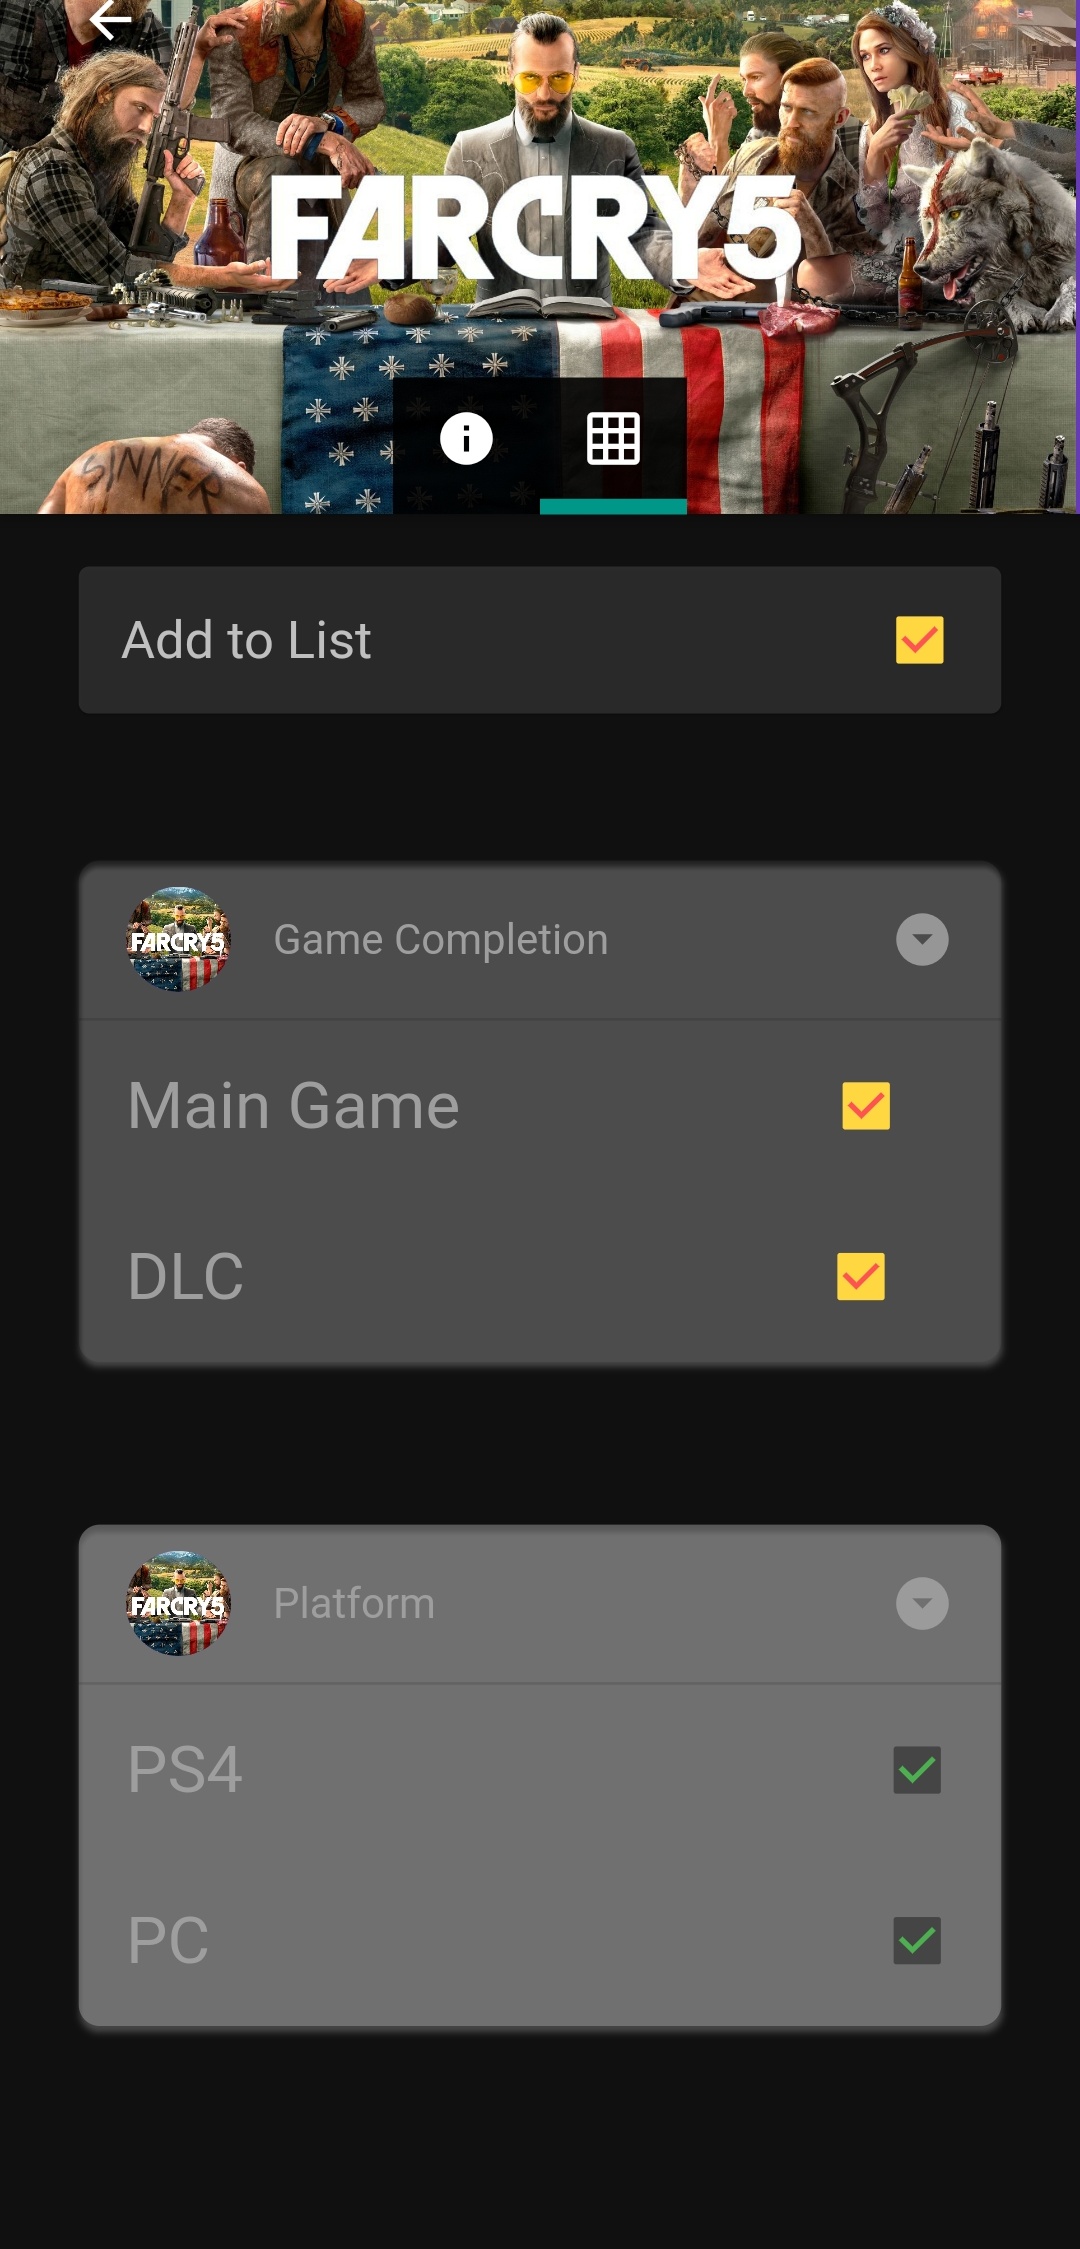 FARCRY5
SINNER
Add to List
FARCRY5
Game Completion
Main Game
DLC
FARCRY5
Platform
PS4
PC